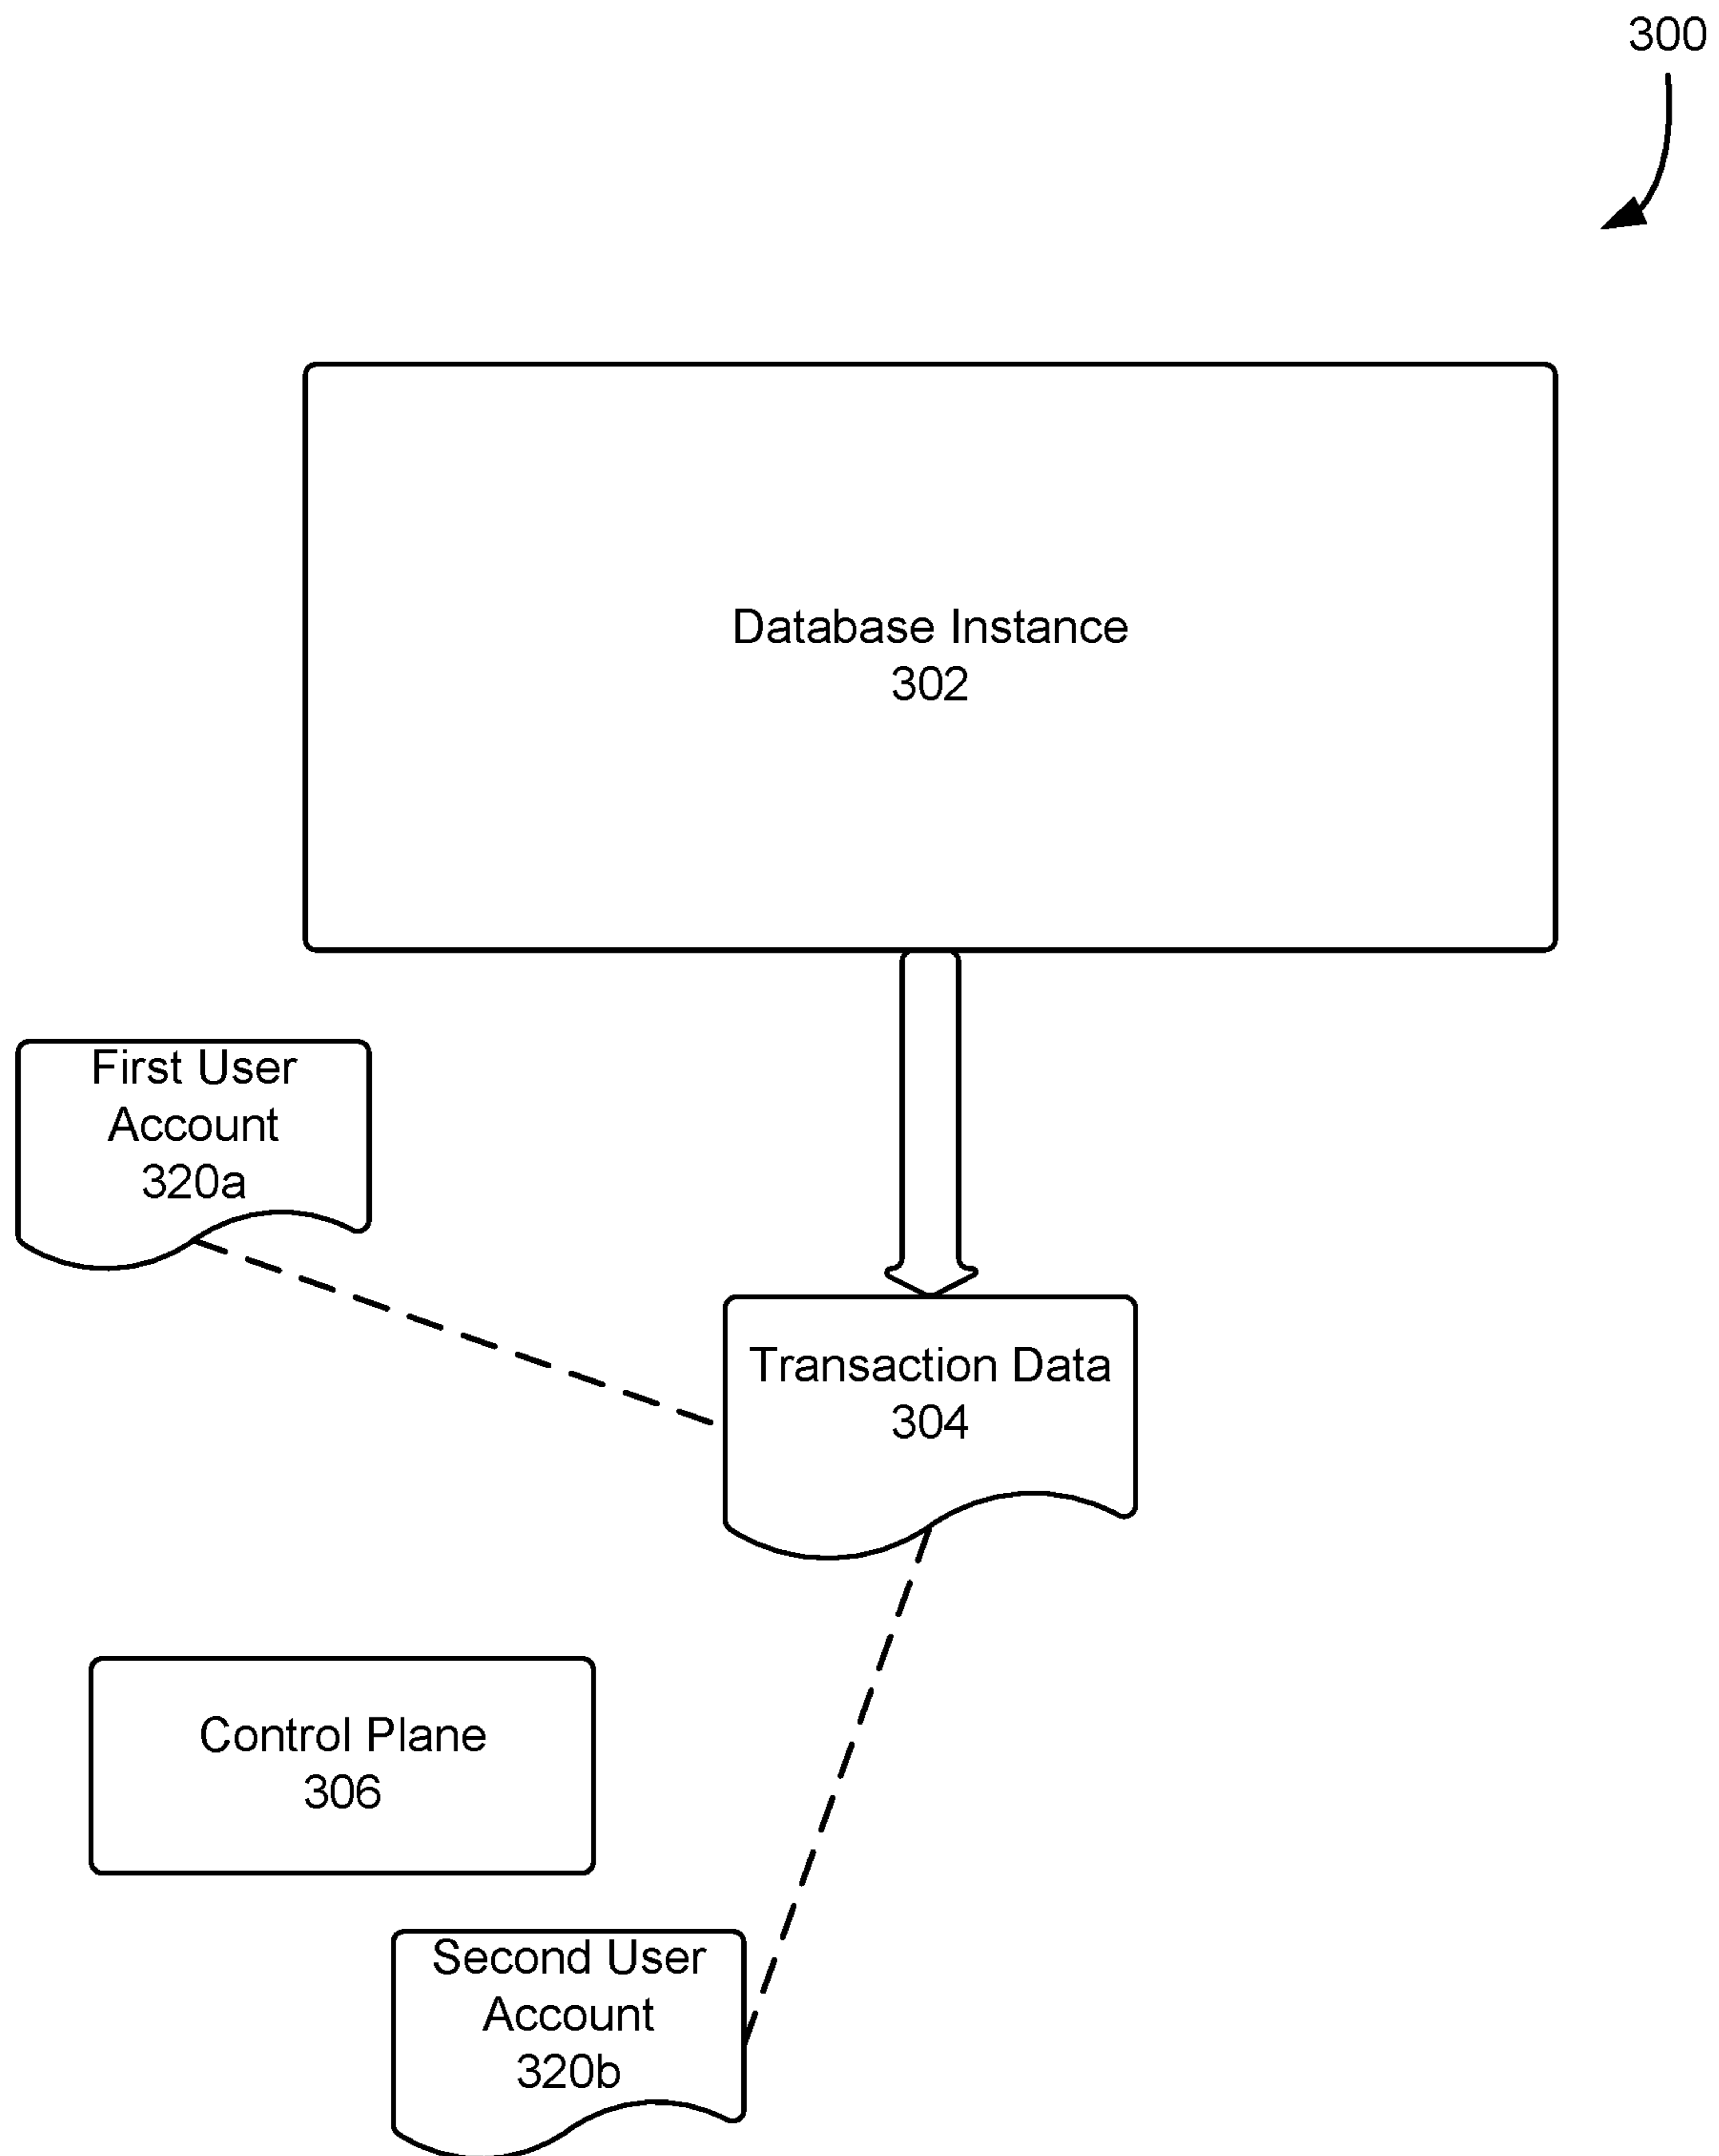 300
Database Instance
302
First User
Account
320a
Transaction Data
304
Control Plane
306
Second User
Account
320b